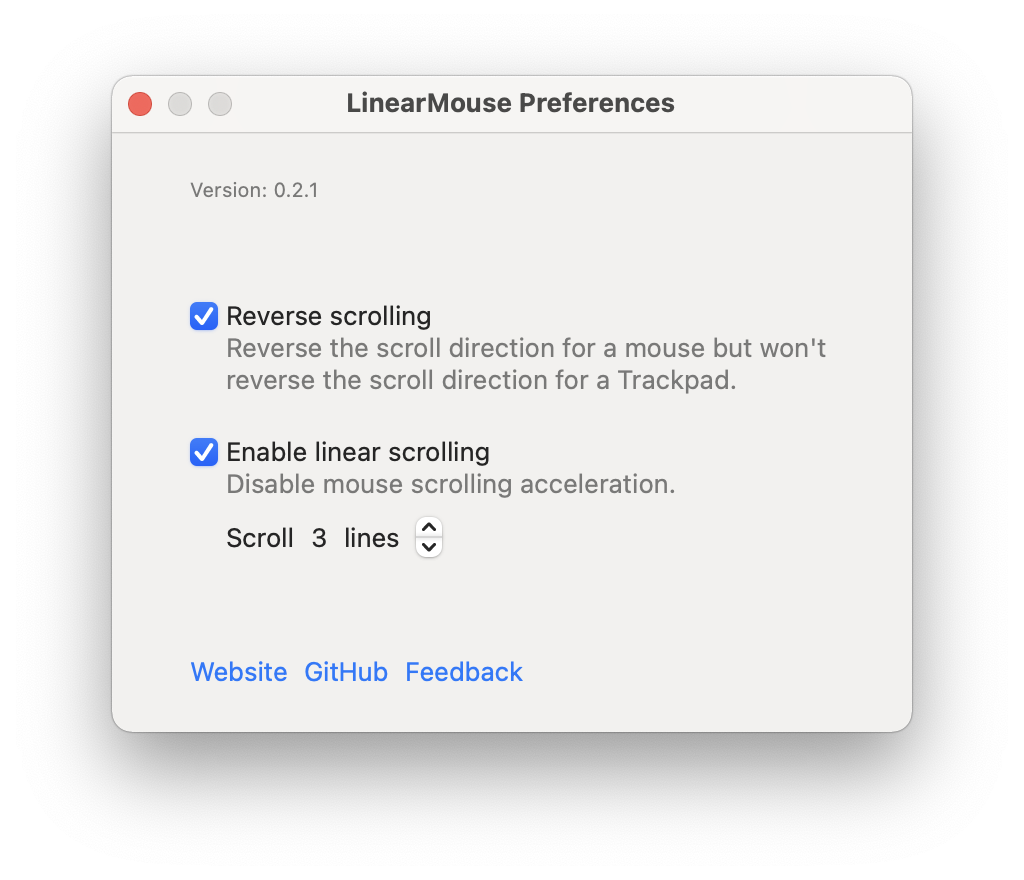 LinearMouse Preferences
Version: 0.2.1
Reverse scrolling
Reverse the scroll direction for a mouse but won't
reverse the scroll direction for a Trackpad.
Enable linear scrolling
Disable mouse scrolling acceleration.
Scroll 3 lines
Website GitHub Feedback